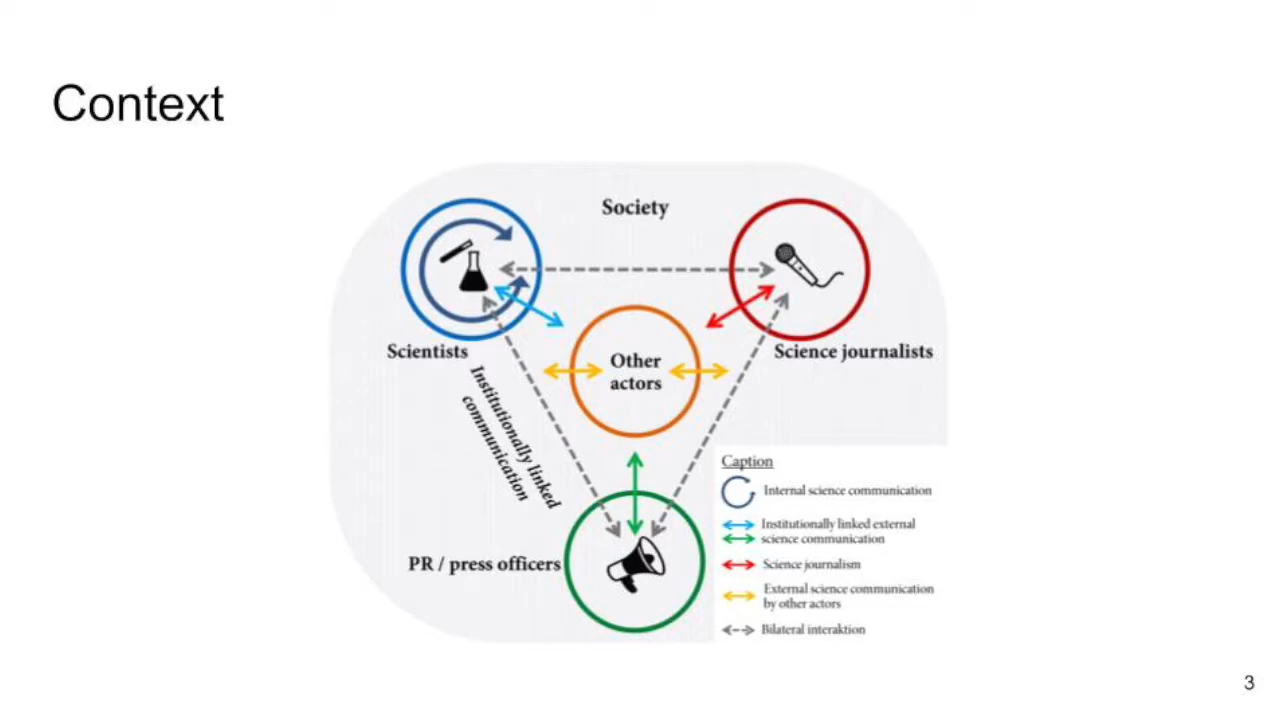 Context
Society
Scientists
Science journalists
Other
actors
Institutionally linked
communication
PR / press officers
Caption
Internal science communication
Institutionally linked external
science communication
Science journalism
External science communication
by other actors
Bilateral interaktion
3